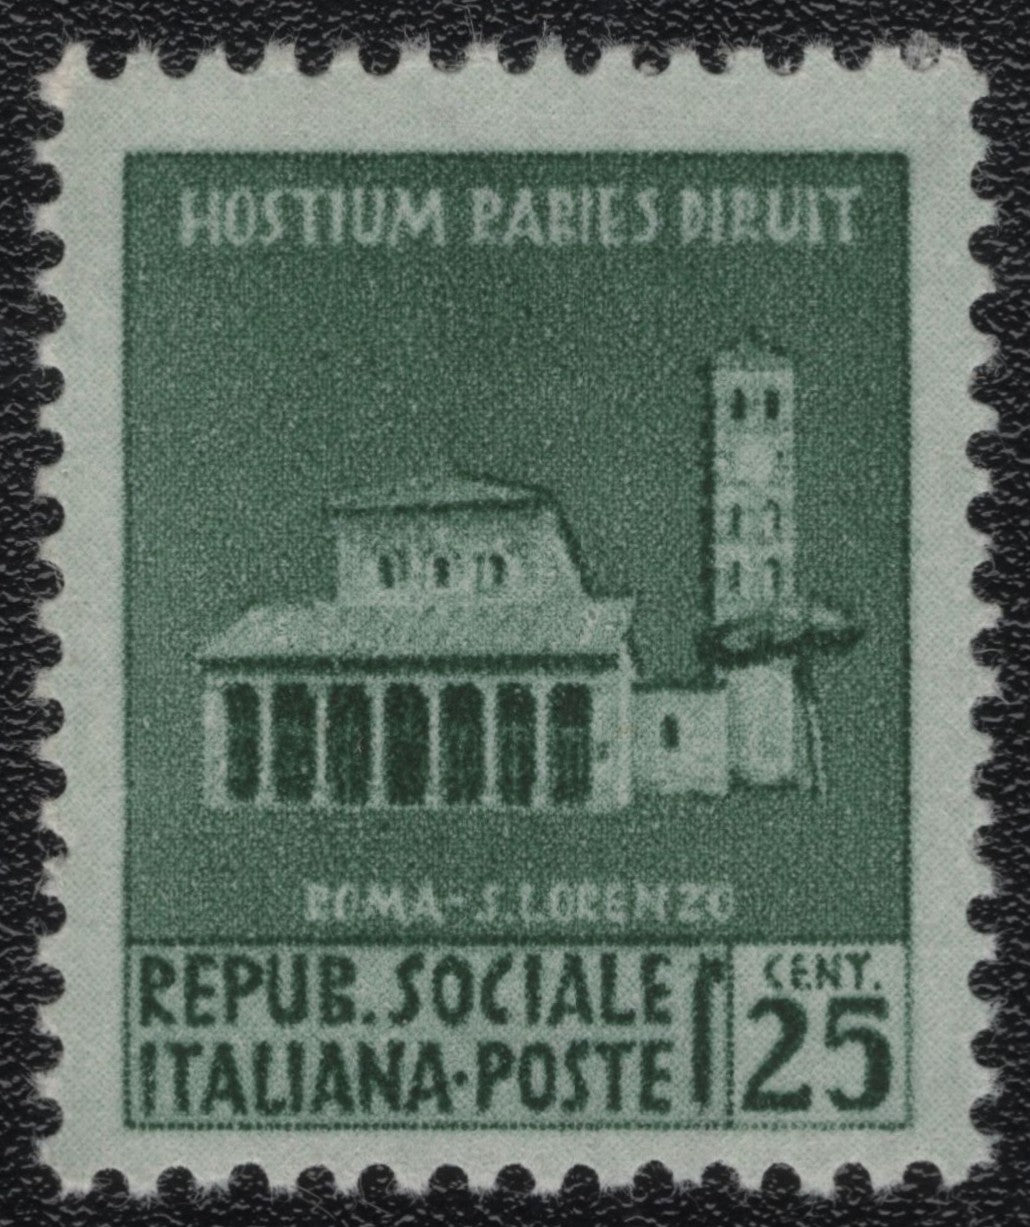 HOSTIUM RABIES DIRUIT
ROMA - S. LORENZO
REPUB. SOCIALE
ITALIANA · POSTE
CENT.
25